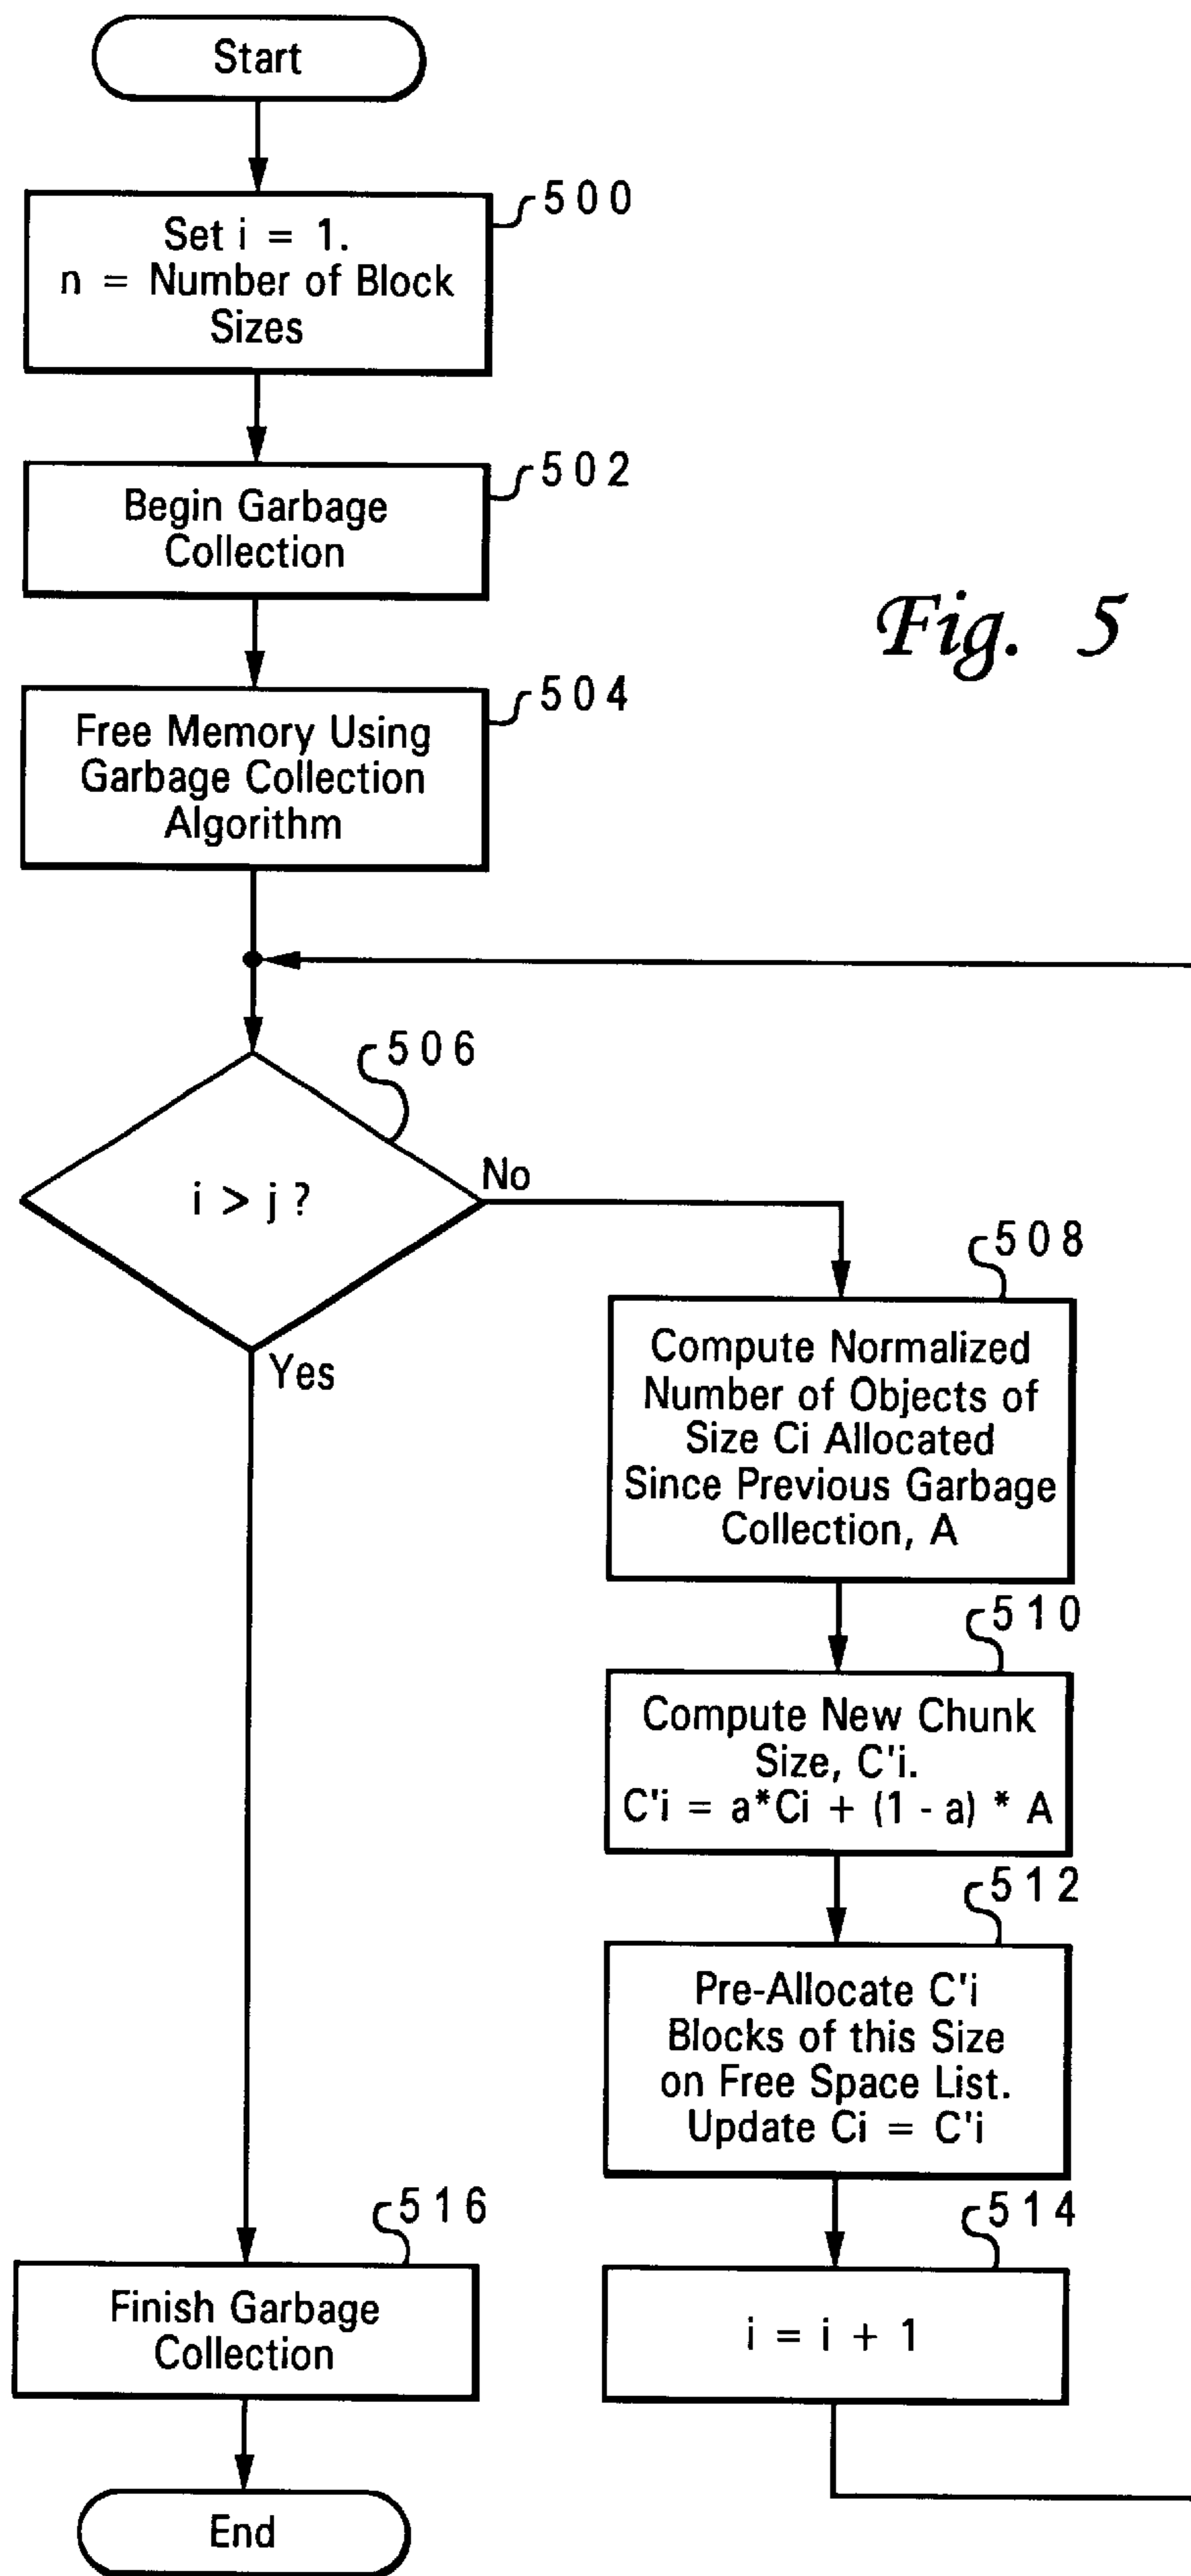 Start
500
Set i = 1.
n = Number of Block
Sizes
502
Begin Garbage
Collection
Fig. 5
504
Free Memory Using
Garbage Collection
Algorithm
506
i > j ?
No
Yes
508
Compute Normalized
Number of Objects of
Size Ci Allocated
Since Previous Garbage
Collection, A
510
Compute New Chunk
Size, C'i.
C'i = a*Ci + (1 - a) * A
512
Pre-Allocate C'i
Blocks of this Size
on Free Space List.
Update Ci = C'i
514
i = i + 1
516
Finish Garbage
Collection
End